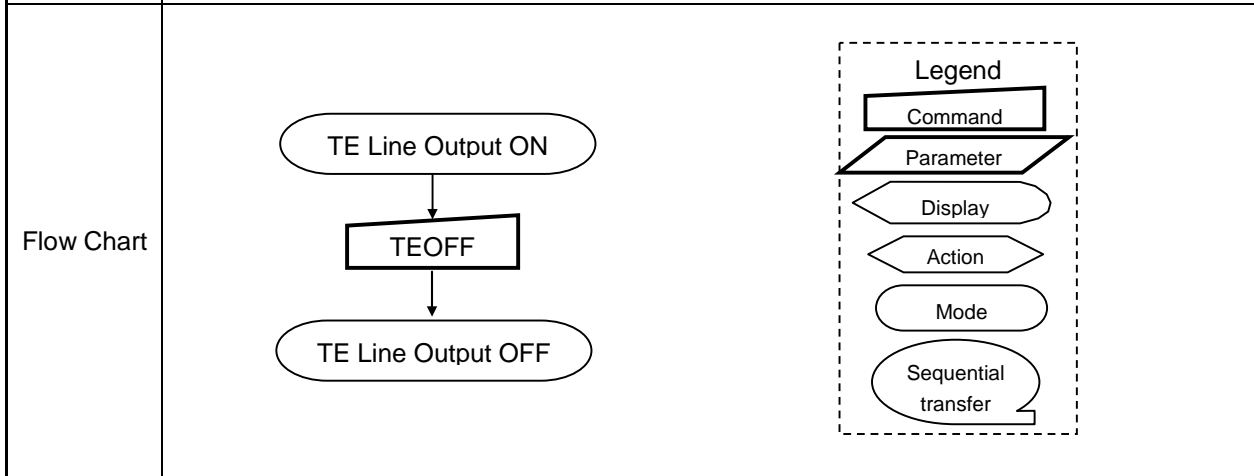 Flow Chart
TE Line Output ON
TEOFF
TE Line Output OFF
Legend
Command
Parameter
Display
Action
Mode
Sequential
transfer